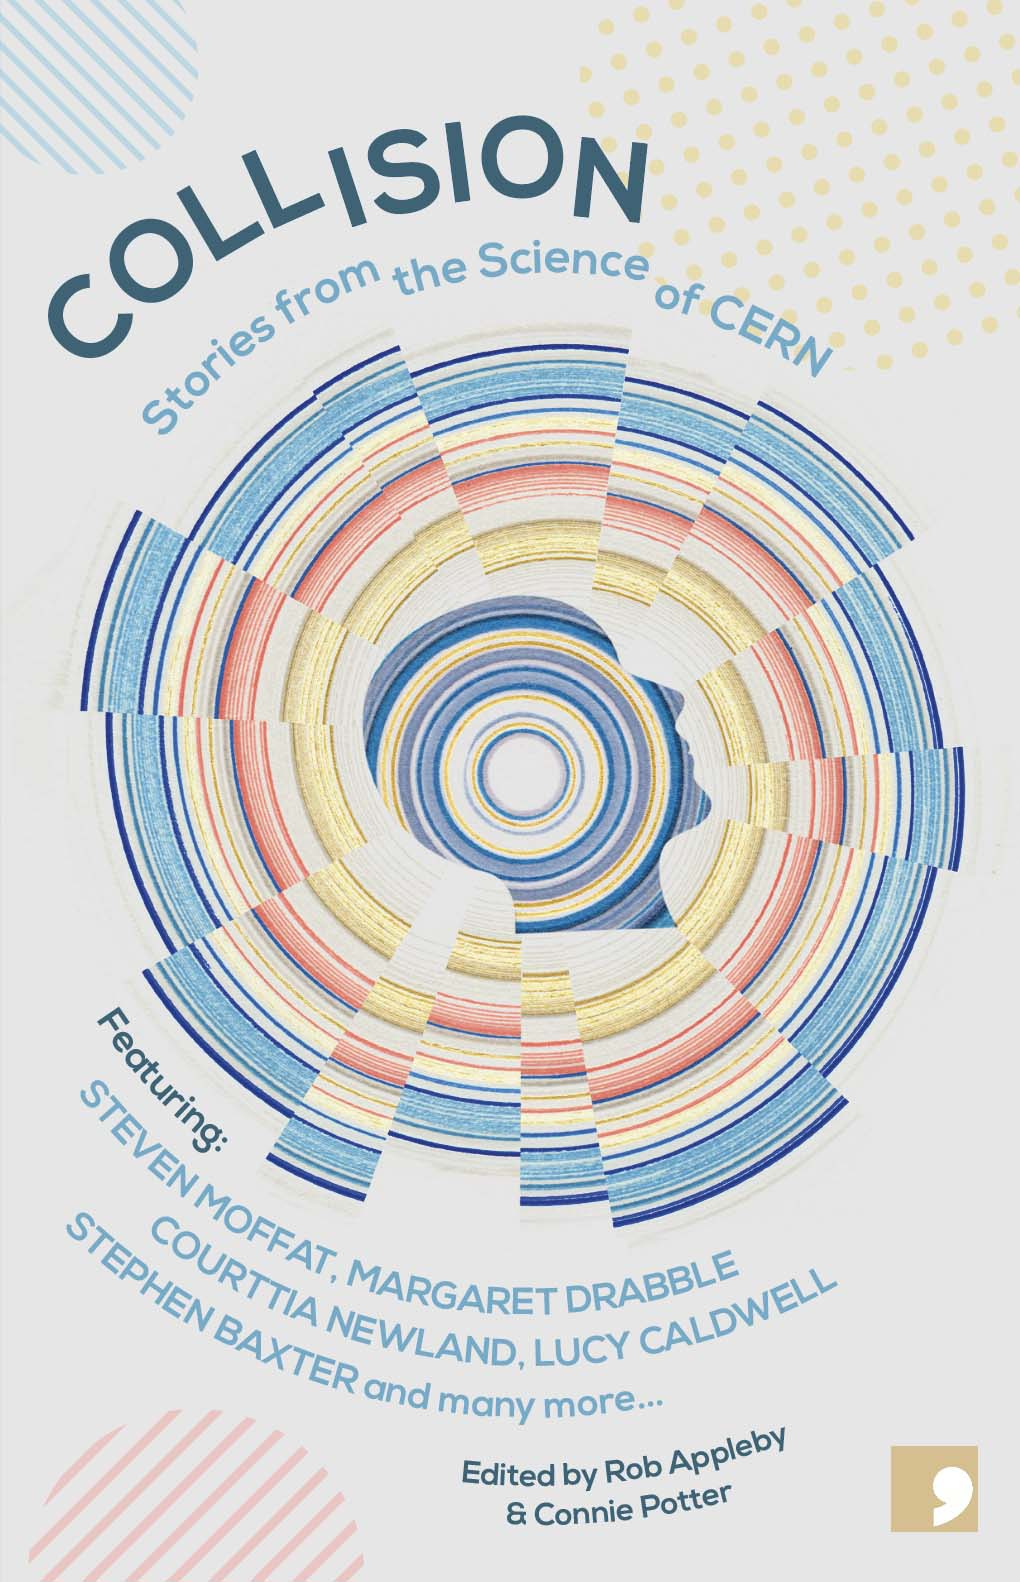 COLLISION
Stories from the Science of CERN
Featuring:
STEVEN MOFFAT, MARGARET DRABBLE
COURTTIA NEWLAND, LUCY CALDWELL
STEPHEN BAXTER and many more...
Edited by Rob Appleby
& Connie Potter